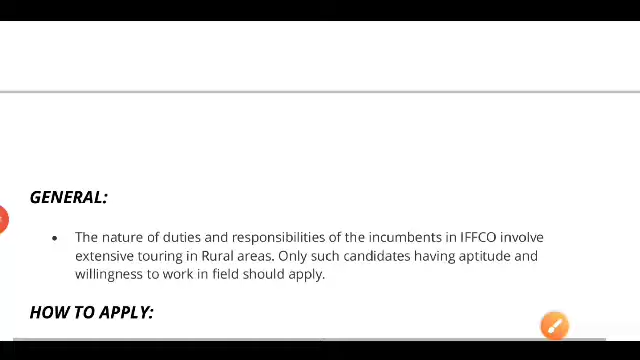 GENERAL:
• The nature of duties and responsibilities of the incumbents in IFFCO involve
extensive touring in Rural areas. Only such candidates having aptitude and
willingness to work in field should apply.
HOW TO APPLY: